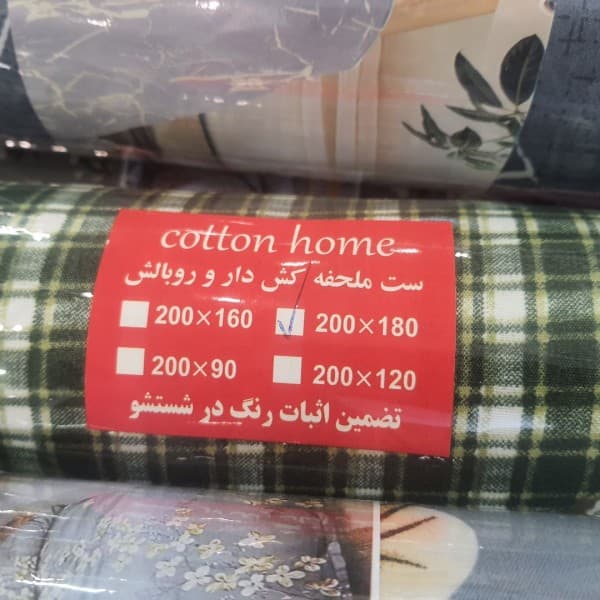 cotton home
ست ملحفه کش دار و روبالش
200×160 200×180
200×90 200×120
تضمین اثبات رنگ در شستشو